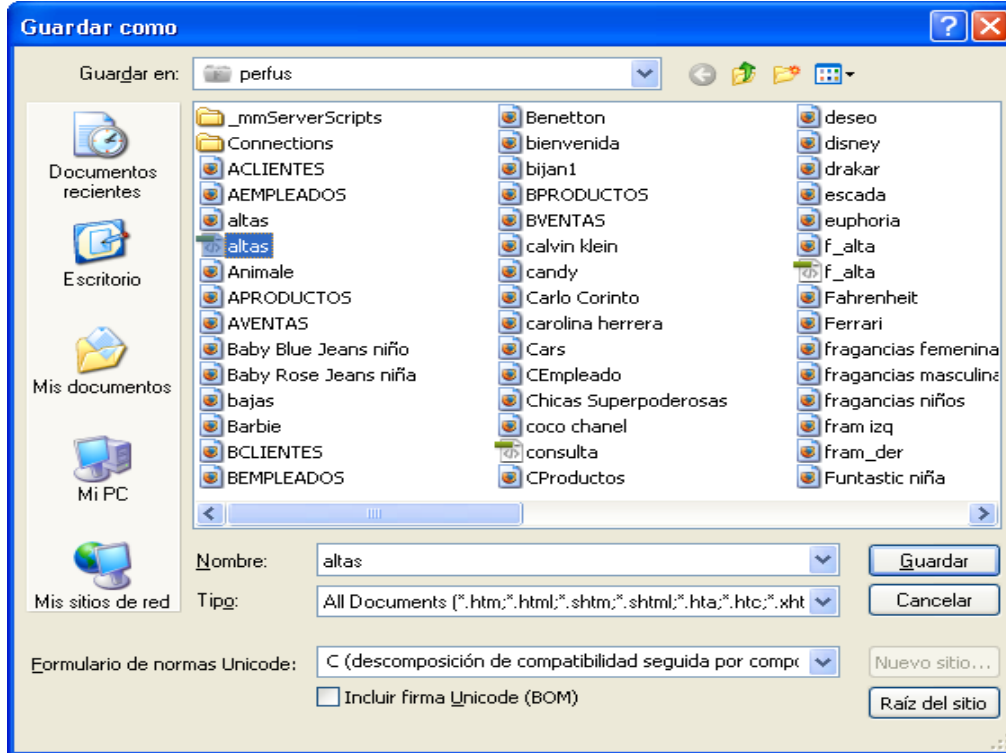 Guardar como
Guardar en:
perfus
Documentos
recientes
Escritorio
Mis documentos
Mi PC
Mis sitios de red
_mmServerScripts
Connections
ACLIENTES
AEMPLEADOS
altas
altas
Animale
APRODUCTOS
AVENTAS
Baby Blue Jeans niño
Baby Rose Jeans niña
bajas
Barbie
BCLIENTES
BEMPLEADOS
Benetton
bienvenida
bijan1
BPRODUCTOS
BVENTAS
calvin klein
candy
Carlo Corinto
carolina herrera
Cars
CEmpleado
Chicas Superpoderosas
coco chanel
consulta
CProductos
deseo
disney
drakar
escada
euphoria
f_alta
f_alta
Fahrenheit
Ferrari
fragancias femenina
fragancias masculina
fragancias niños
fram izq
fram_der
Funtastic niña
Nombre:
altas
Guardar
Tipo:
All Documents (*.htm;*.html;*.shtm;*.shtml;*.hta;*.htc;*.xht
Cancelar
Formulario de normas Unicode:
C (descomposición de compatibilidad seguida por compo
Nuevo sitio...
Incluir firma Unicode (BOM)
Raíz del sitio